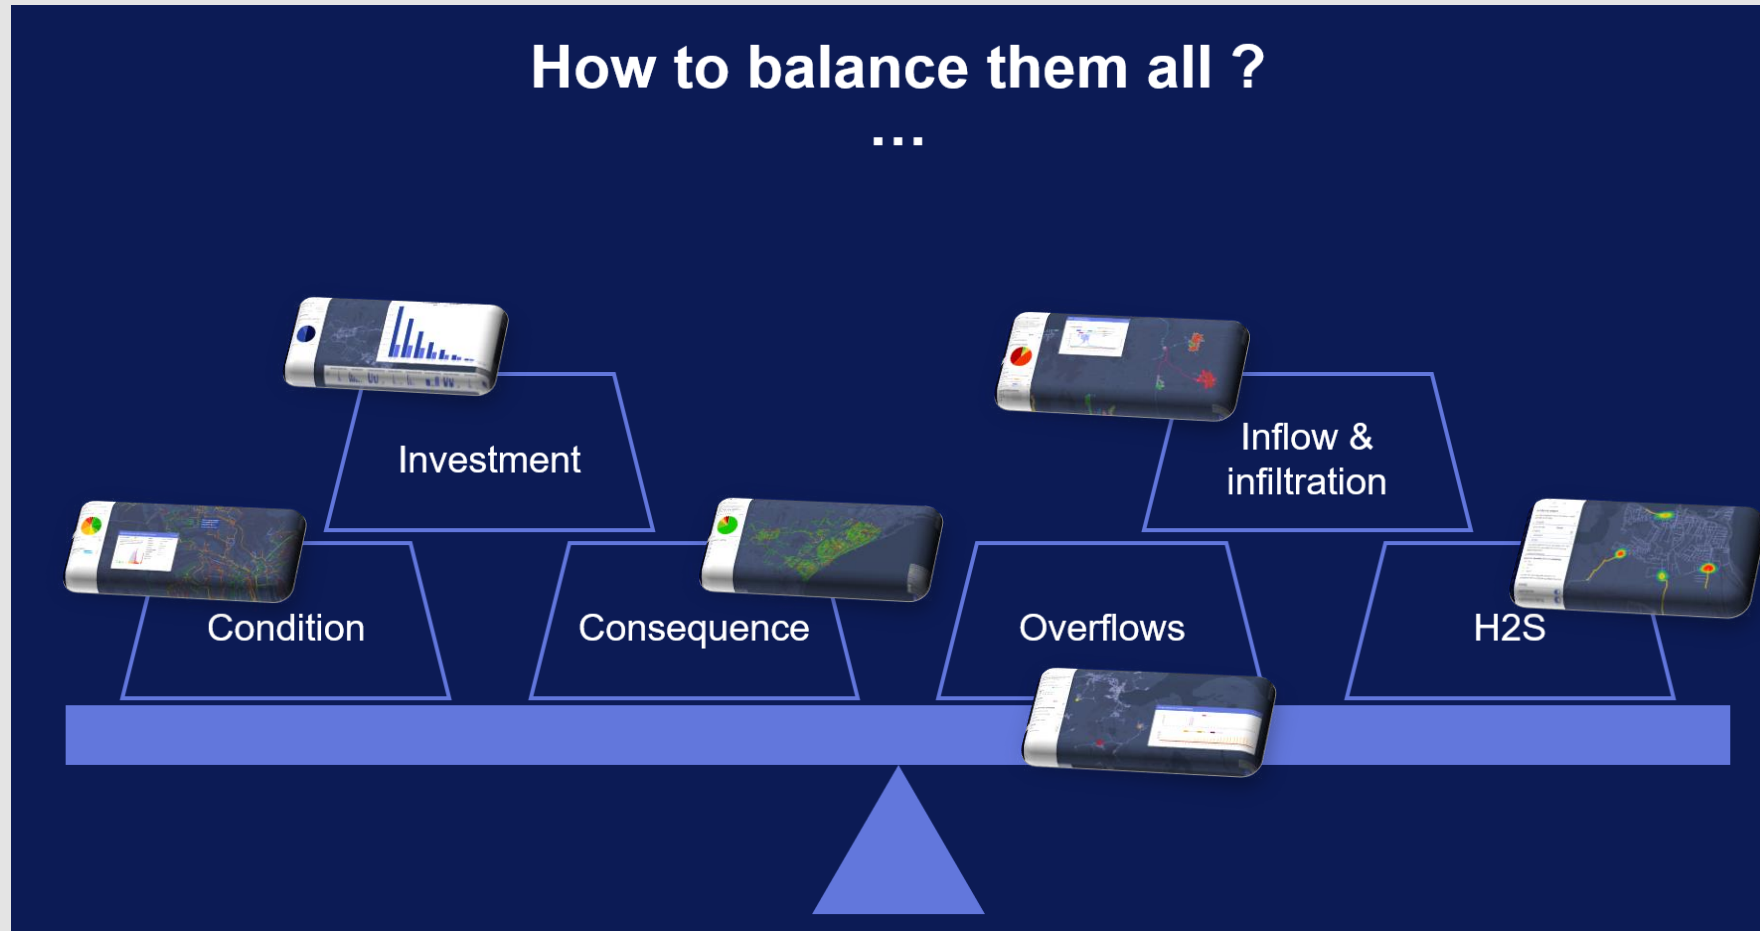 How to balance them all ?
...
Investment
Inflow &
infiltration
Condition
Consequence
Overflows
H2S